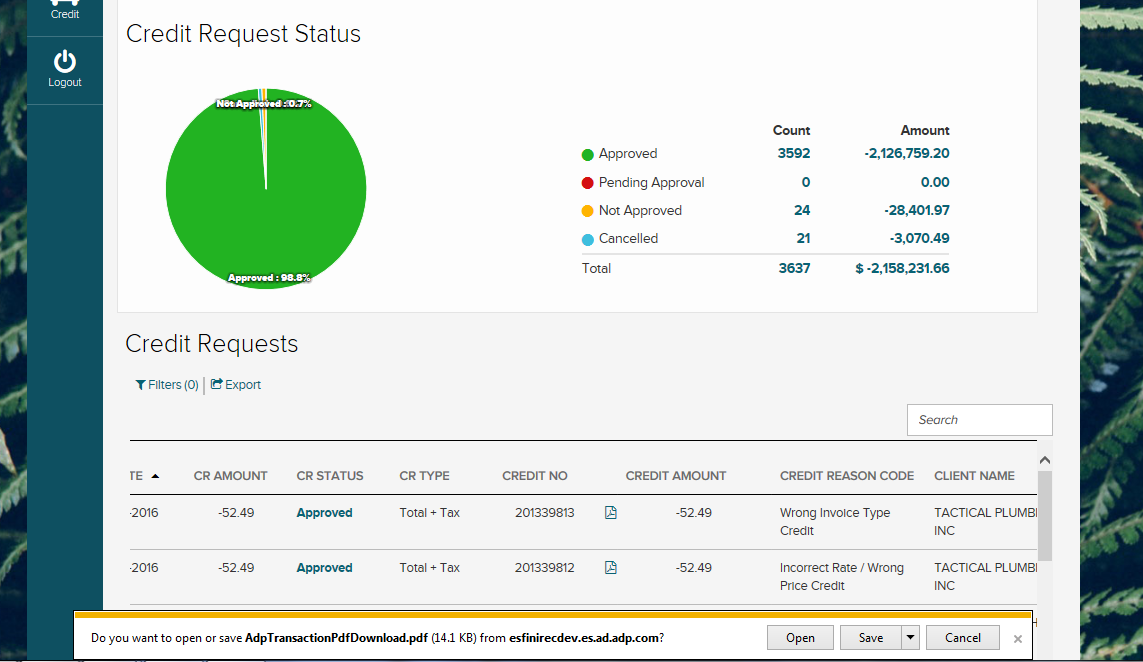 Credit
Logout
Credit Request Status
Not Approved : 0.7%
Approved : 98.8%
Count Amount
Approved 3592 -2,126,759.20
Pending Approval 0 0.00
Not Approved 24 -28,401.97
Cancelled 21 -3,070.49
Total 3637 $ -2,158,231.66
Credit Requests
Filters (0) Export
Search
TE CR AMOUNT CR STATUS CR TYPE CREDIT NO CREDIT AMOUNT CREDIT REASON CODE CLIENT NAME
-2016 -52.49 Approved Total + Tax 201339813 -52.49 Wrong Invoice Type TACTICAL PLUMBI
Credit INC
-2016 -52.49 Approved Total + Tax 201339812 -52.49 Incorrect Rate / Wrong TACTICAL PLUMBI
Price Credit INC
Do you want to open or save AdpTransactionPdfDownload.pdf (14.1 KB) from esfinirecdev.es.ad.adp.com? Open Save Cancel